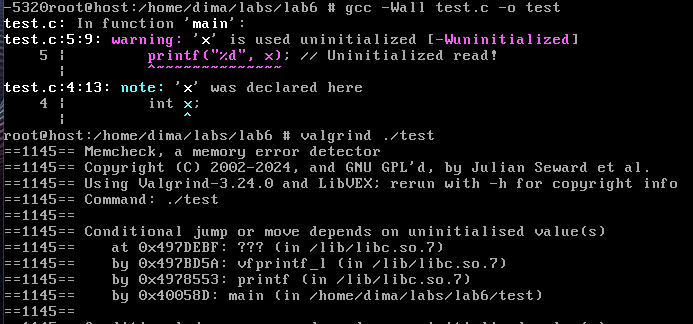 -5320root@host:/home/dima/labs/lab6 # gcc -Wall test.c -o test
test.c: In function 'main':
test.c:5:9: warning: 'x' is used uninitialized [-Wuninitialized]
    5 |         printf("%d", x); // Uninitialized read!
      |         ^~~~~~~~~~~~~~~
test.c:4:13: note: 'x' was declared here
    4 |         int x;
      |             ^
root@host:/home/dima/labs/lab6 # valgrind ./test
==1145== Memcheck, a memory error detector
==1145== Copyright (C) 2002-2024, and GNU GPL'd, by Julian Seward et al.
==1145== Using Valgrind-3.24.0 and LibVEX; rerun with -h for copyright info
==1145== Command: ./test
==1145==
==1145== Conditional jump or move depends on uninitialised value(s)
==1145==    at 0x497DEBF: ??? (in /lib/libc.so.7)
==1145==    by 0x497BD5A: vfprintf_l (in /lib/libc.so.7)
==1145==    by 0x4978553: printf (in /lib/libc.so.7)
==1145==    by 0x40058D: main (in /home/dima/labs/lab6/test)
==1145==